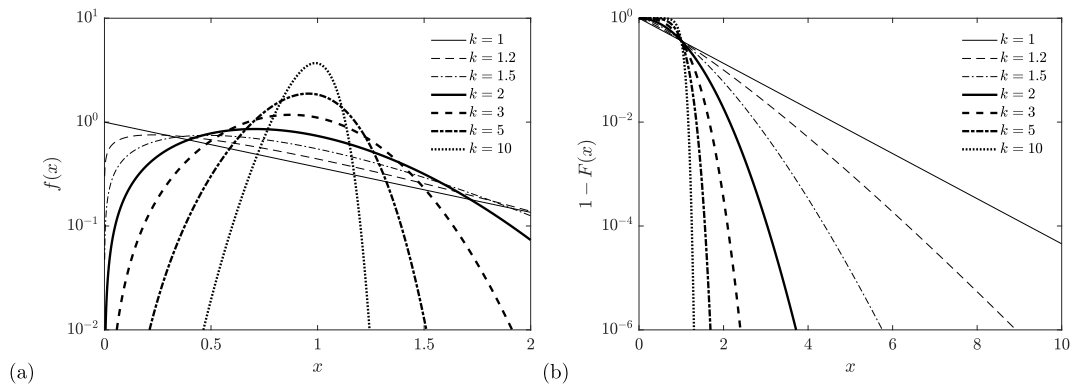 10^1
10^0
10^{-1}
10^{-2}
f(x)
0
0.5
1
1.5
2
x
k = 1
k = 1.2
k = 1.5
k = 2
k = 3
k = 5
k = 10
(a)
10^0
10^{-2}
10^{-4}
10^{-6}
1 − F(x)
0
2
4
6
8
10
x
k = 1
k = 1.2
k = 1.5
k = 2
k = 3
k = 5
k = 10
(b)